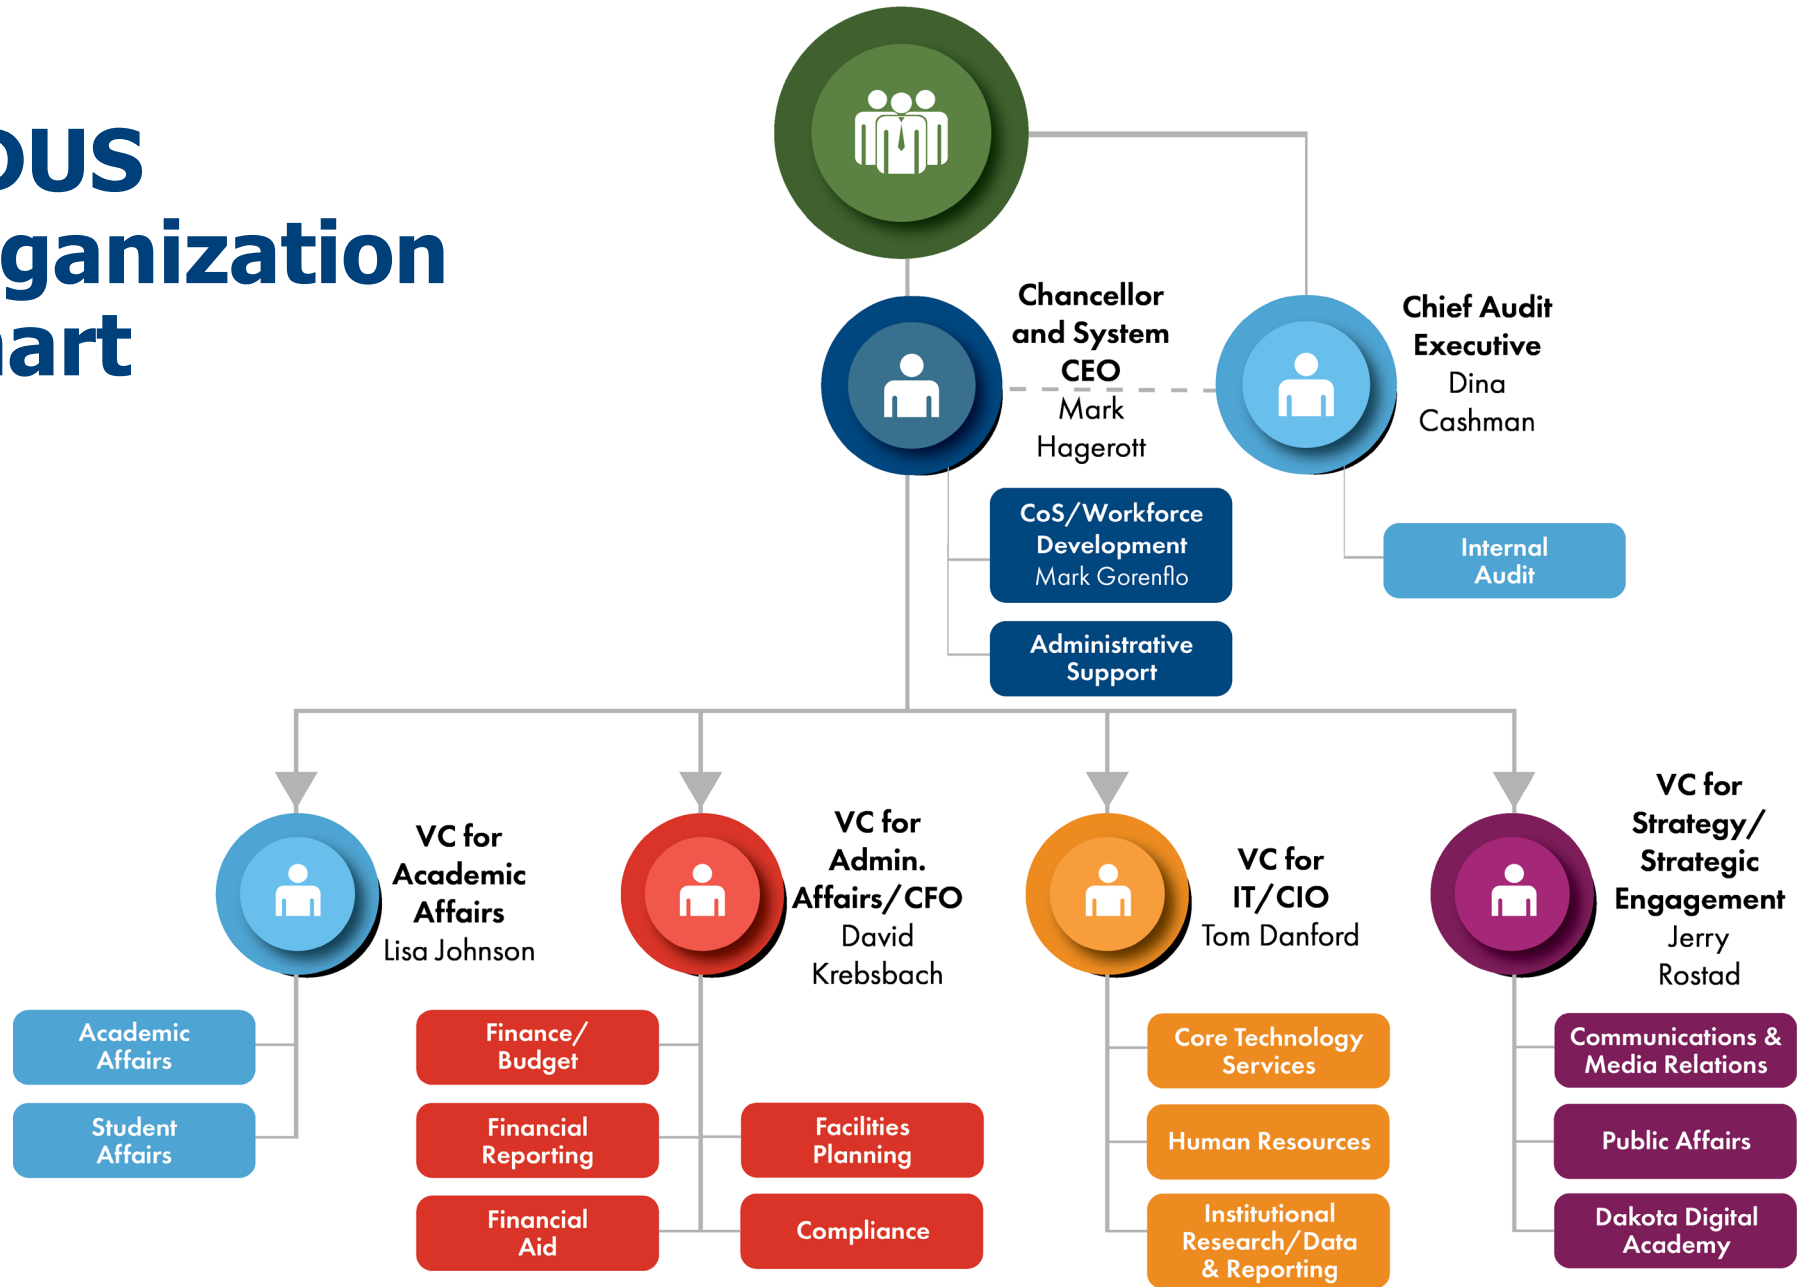 DUS
ganization
art
Chancellor
and System
CEO
Mark
Hagerott
Chief Audit
Executive
Dina
Cashman
CoS/Workforce
Development
Mark Gorenflo
Internal
Audit
Administrative
Support
VC for
Academic
Affairs
Lisa Johnson
VC for
Admin.
Affairs/CFO
David
Krebsbach
VC for
IT/CIO
Tom Danford
VC for
Strategy/
Strategic
Engagement
Jerry
Rostad
Academic
Affairs
Student
Affairs
Finance/
Budget
Financial
Reporting
Financial
Aid
Facilities
Planning
Compliance
Core Technology
Services
Human Resources
Institutional
Research/Data
& Reporting
Communications &
Media Relations
Public Affairs
Dakota Digital
Academy